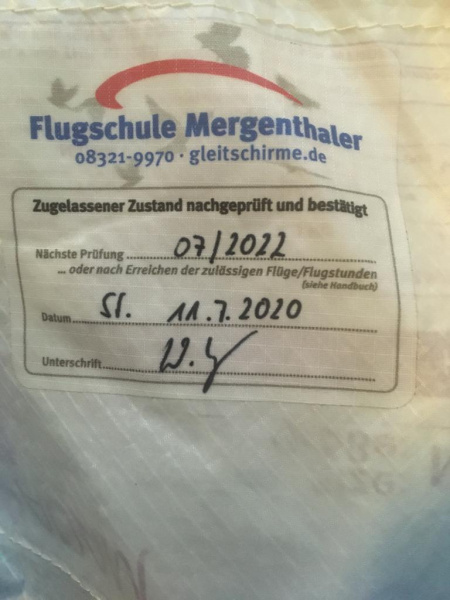 Flugschule Mergenthaler
08321-9970 · gleitschirme.de
Zugelassener Zustand nachgeprüft und bestätigt
Nächste Prüfung 07/2022
... oder nach Erreichen der zulässigen Flüge/Flugstunden
(siehe Handbuch)
Datum 11.7.2020
Unterschrift